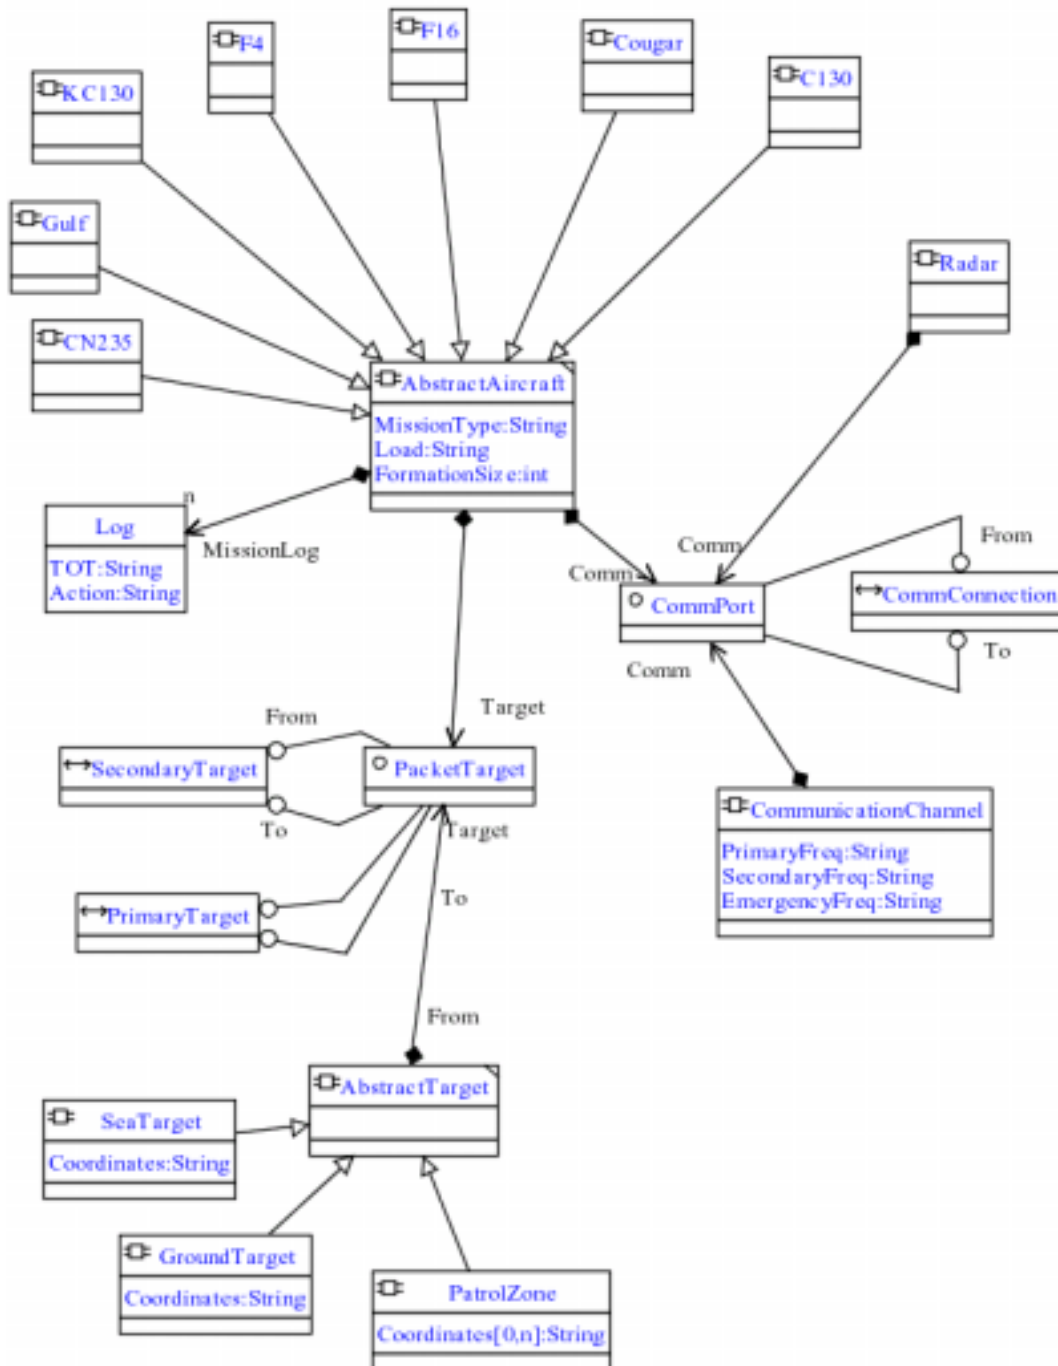 F4
F16
Cougar
C130
KC130
Gulf
Radar
CN235
AbstractAircraft
MissionType:String
Load:String
FormationSize:int
n
Log
MissionLog
TOT:String
Action:String
Comm
Comm
From
CommPort
CommConnection
To
Comm
Target
From
SecondaryTarget
PacketTarget
To
Target
CommunicationChannel
PrimaryFreq:String
SecondaryFreq:String
EmergencyFreq:String
To
PrimaryTarget
From
AbstractTarget
SeaTarget
Coordinates:String
GroundTarget
Coordinates:String
PatrolZone
Coordinates[0,n]:String